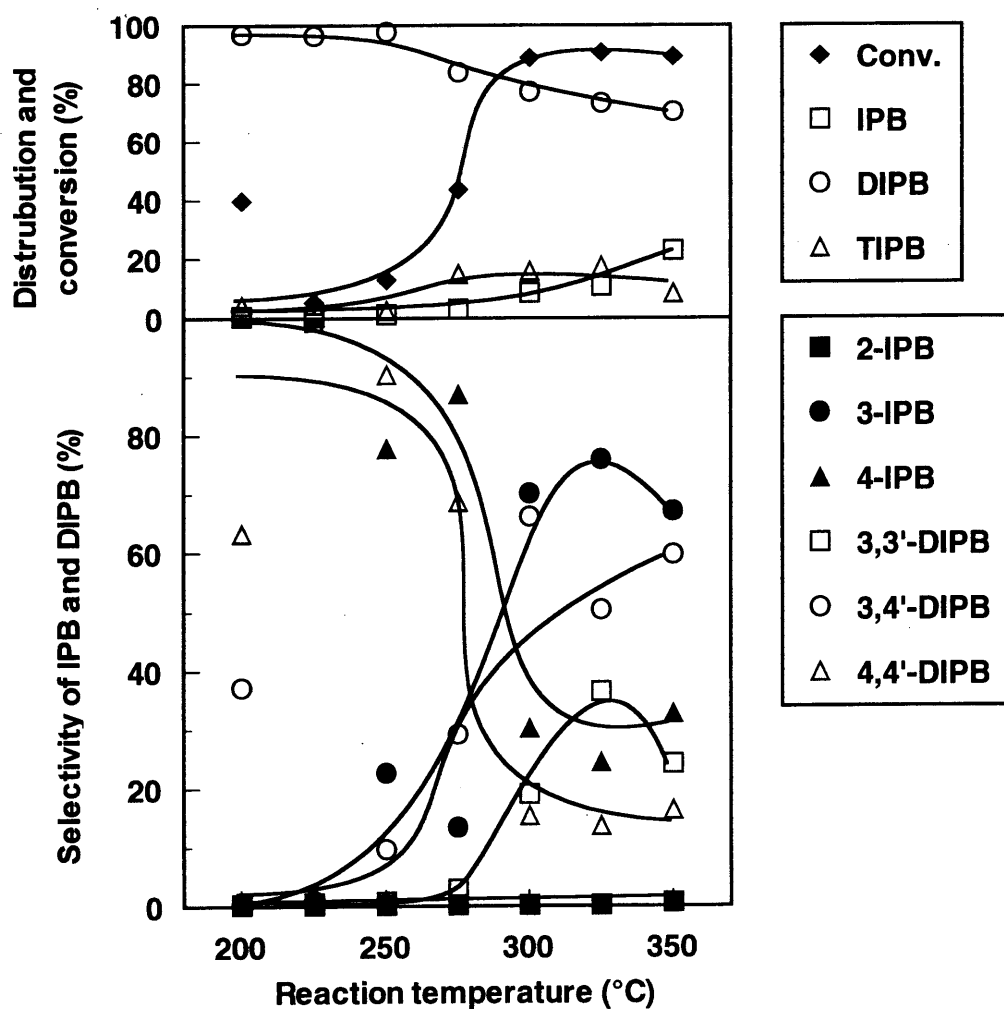 Distrubution and
conversion (%)
100
80
60
40
20
0
Conv.
IPB
DIPB
TIPB
Selectivity of IPB and DIPB (%)
80
60
40
20
0
2-IPB
3-IPB
4-IPB
3,3'-DIPB
3,4'-DIPB
4,4'-DIPB
200
250
300
350
Reaction temperature (°C)